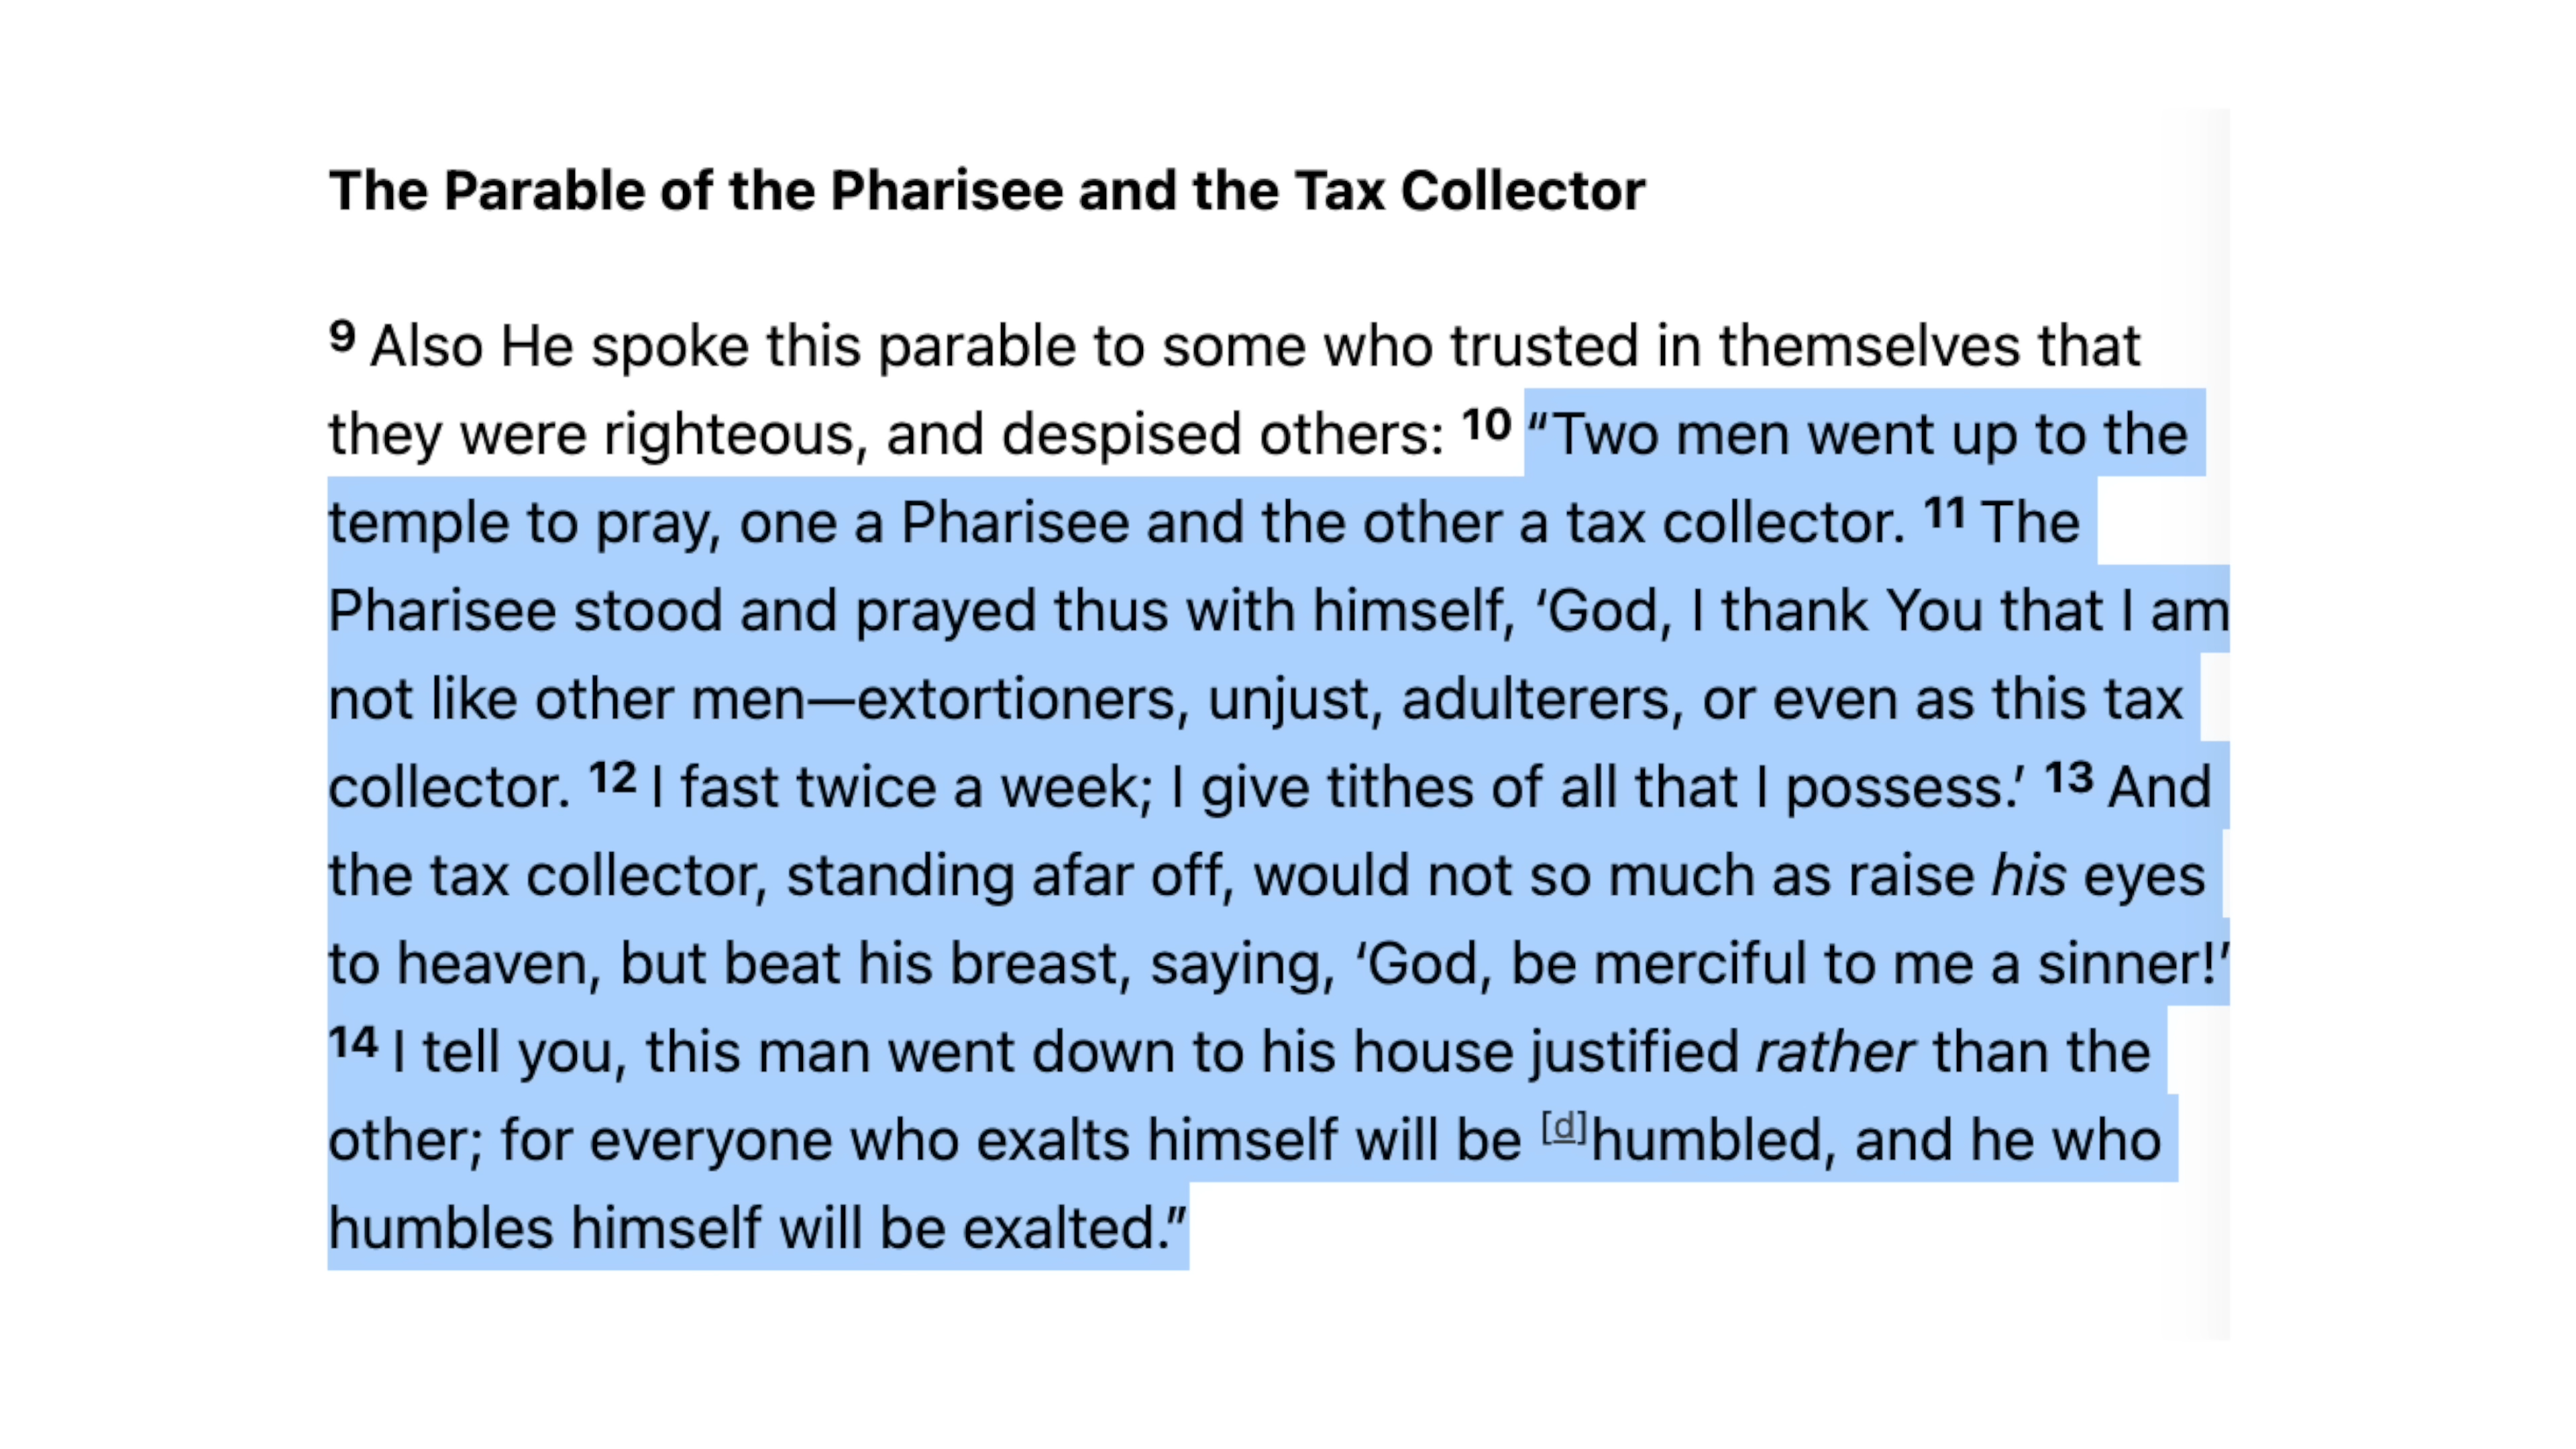 The Parable of the Pharisee and the Tax Collector
9 Also He spoke this parable to some who trusted in themselves that
they were righteous, and despised others: 10 “Two men went up to the
temple to pray, one a Pharisee and the other a tax collector. 11 The
Pharisee stood and prayed thus with himself, ‘God, I thank You that I am
not like other men—extortioners, unjust, adulterers, or even as this tax
collector. 12 I fast twice a week; I give tithes of all that I possess.’ 13 And
the tax collector, standing afar off, would not so much as raise his eyes
to heaven, but beat his breast, saying, ‘God, be merciful to me a sinner!’
14 I tell you, this man went down to his house justified rather than the
other; for everyone who exalts himself will be [d]humbled, and he who
humbles himself will be exalted.”